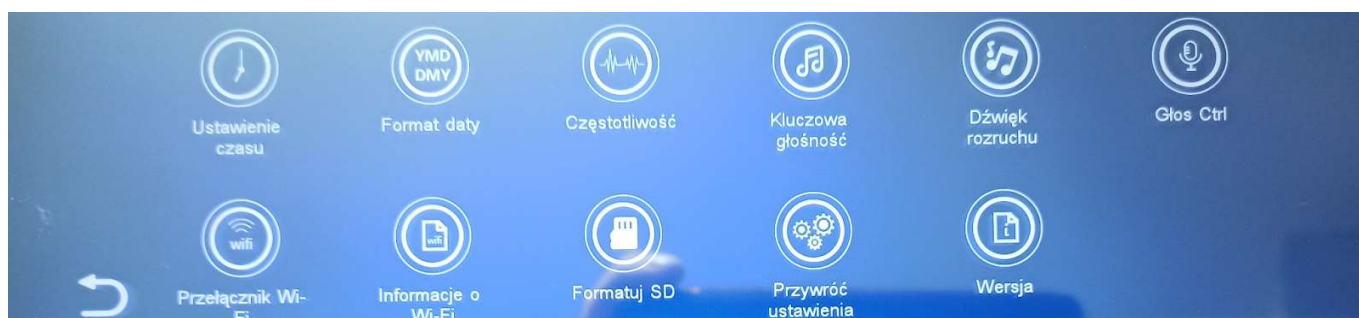 YMD
DMY
Ustawienie
czasu
Format daty
Częstotliwość
Kluczowa
głośność
Dźwięk
rozruchu
Głos Ctrl
wifi
wifi
i
Przełącznik Wi-
Fi
Informacje o
Wi-Fi
Formatuj SD
Przywróć
ustawienia
Wersja